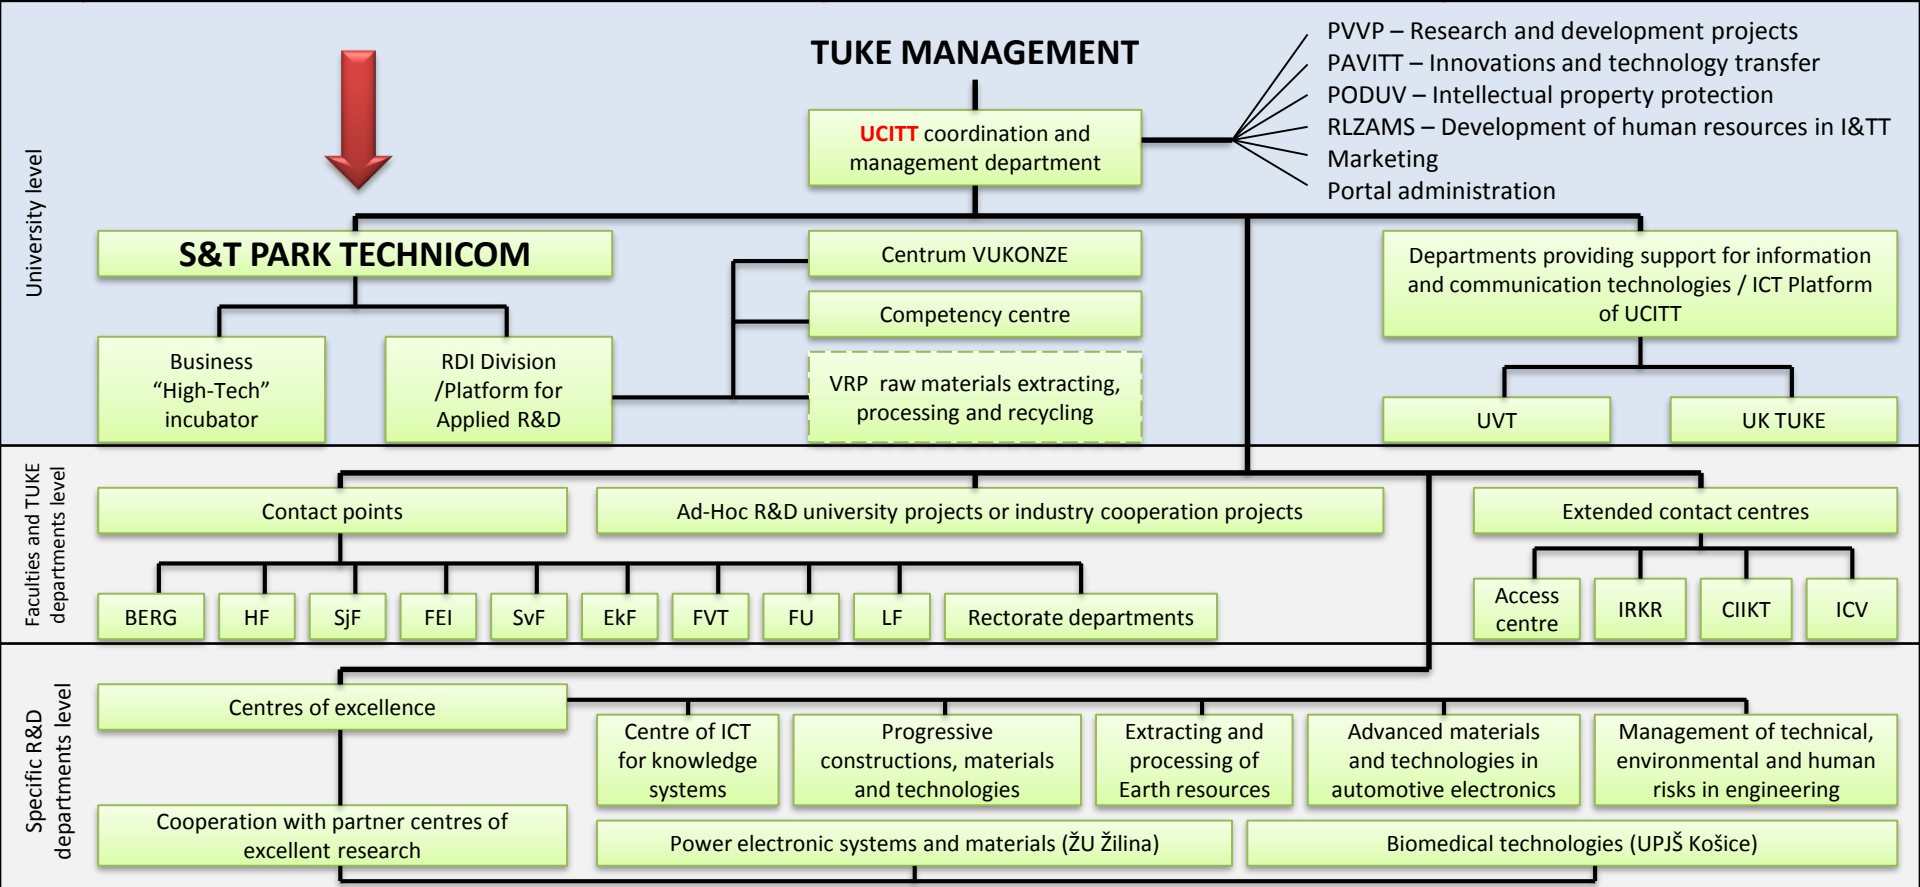 TUKE MANAGEMENT
PVVP – Research and development projects
PAVITT – Innovations and technology transfer
PODUV – Intellectual property protection
RLZAMS – Development of human resources in I&TT
Marketing
Portal administration
UCITT coordination and
management department
University level
S&T PARK TECHNICOM
Centrum VUKONZE
Competency centre
VRP raw materials extracting,
processing and recycling
Departments providing support for information
and communication technologies / ICT Platform
of UCITT
Business
“High-Tech”
incubator
RDI Division
/Platform for
Applied R&D
UVT
UK TUKE
Faculties and TUKE
departments level
Contact points
Ad-Hoc R&D university projects or industry cooperation projects
Extended contact centres
BERG
HF
SjF
FEI
SvF
EkF
FVT
FU
LF
Rectorate departments
Access
centre
IRKR
CIIKT
ICV
Specific R&D
departments level
Centres of excellence
Centre of ICT
for knowledge
systems
Progressive
constructions, materials
and technologies
Extracting and
processing of
Earth resources
Advanced materials
and technologies in
automotive electronics
Management of technical,
environmental and human
risks in engineering
Cooperation with partner centres of
excellent research
Power electronic systems and materials (ŽU Žilina)
Biomedical technologies (UPJŠ Košice)